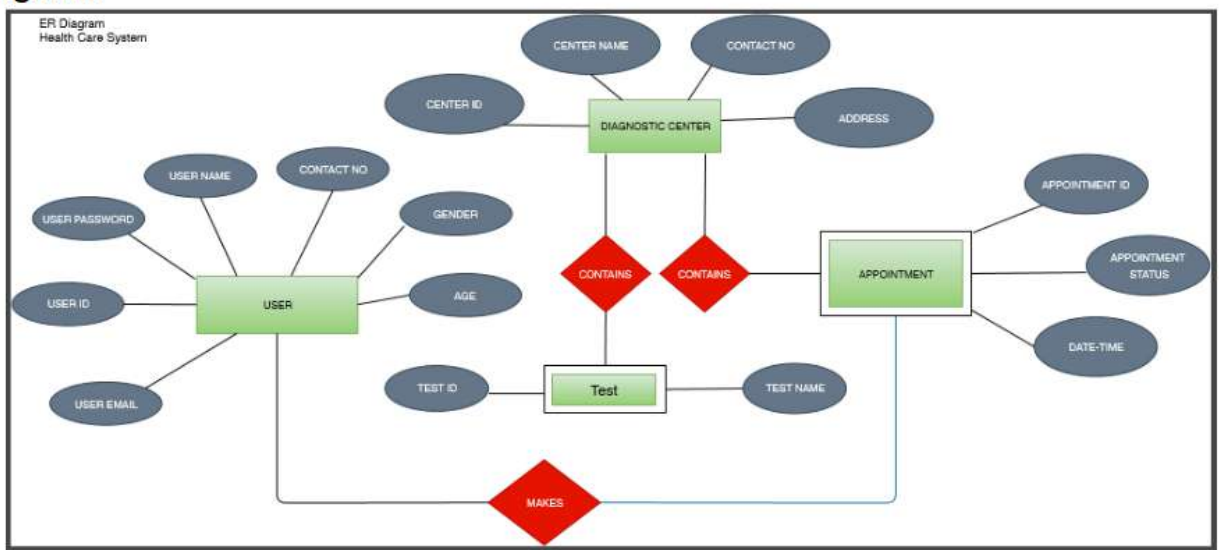 ER Diagram
Health Care System
CENTER NAME
CONTACT NO
CENTER ID
DIAGNOSTIC CENTER
ADDRESS
USER NAME
CONTACT NO
USER PASSWORD
GENDER
APPOINTMENT ID
USER ID
USER
AGE
CONTAINS
CONTAINS
APPOINTMENT
APPOINTMENT
STATUS
DATE-TIME
USER EMAIL
TEST ID
Test
TEST NAME
MAKES